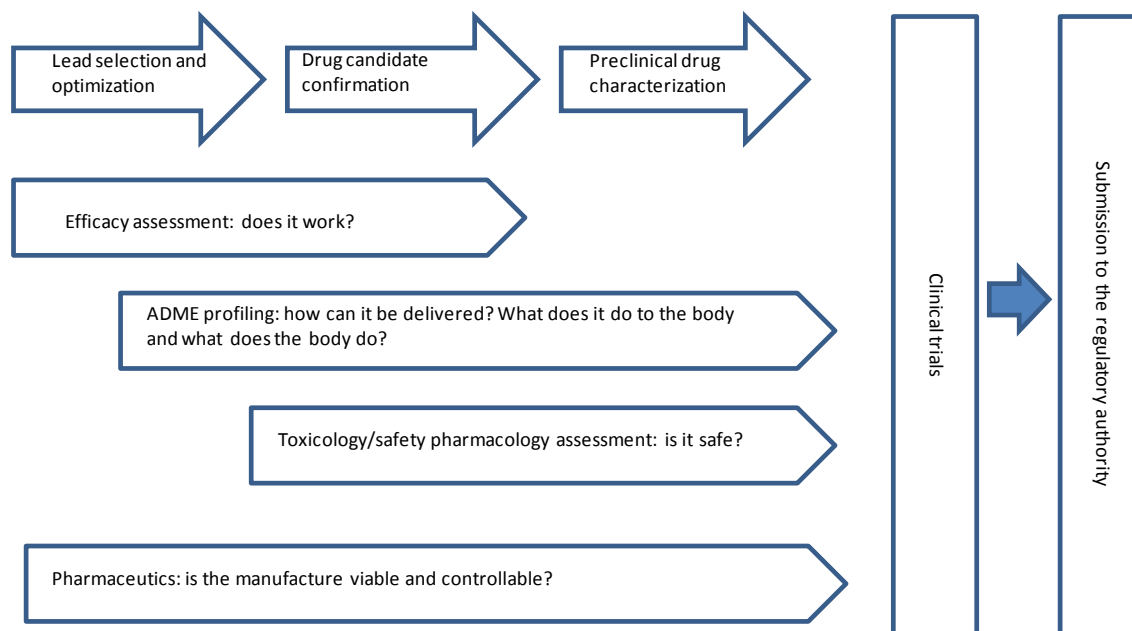 Lead selection and
optimization
Drug candidate
confirmation
Preclinical drug
characterization
Efficacy assessment: does it work?
ADME profiling: how can it be delivered? What does it do to the body
and what does the body do?
Toxicology/safety pharmacology assessment: is it safe?
Pharmaceutics: is the manufacture viable and controllable?
Clinical trials
Submission to the regulatory authority